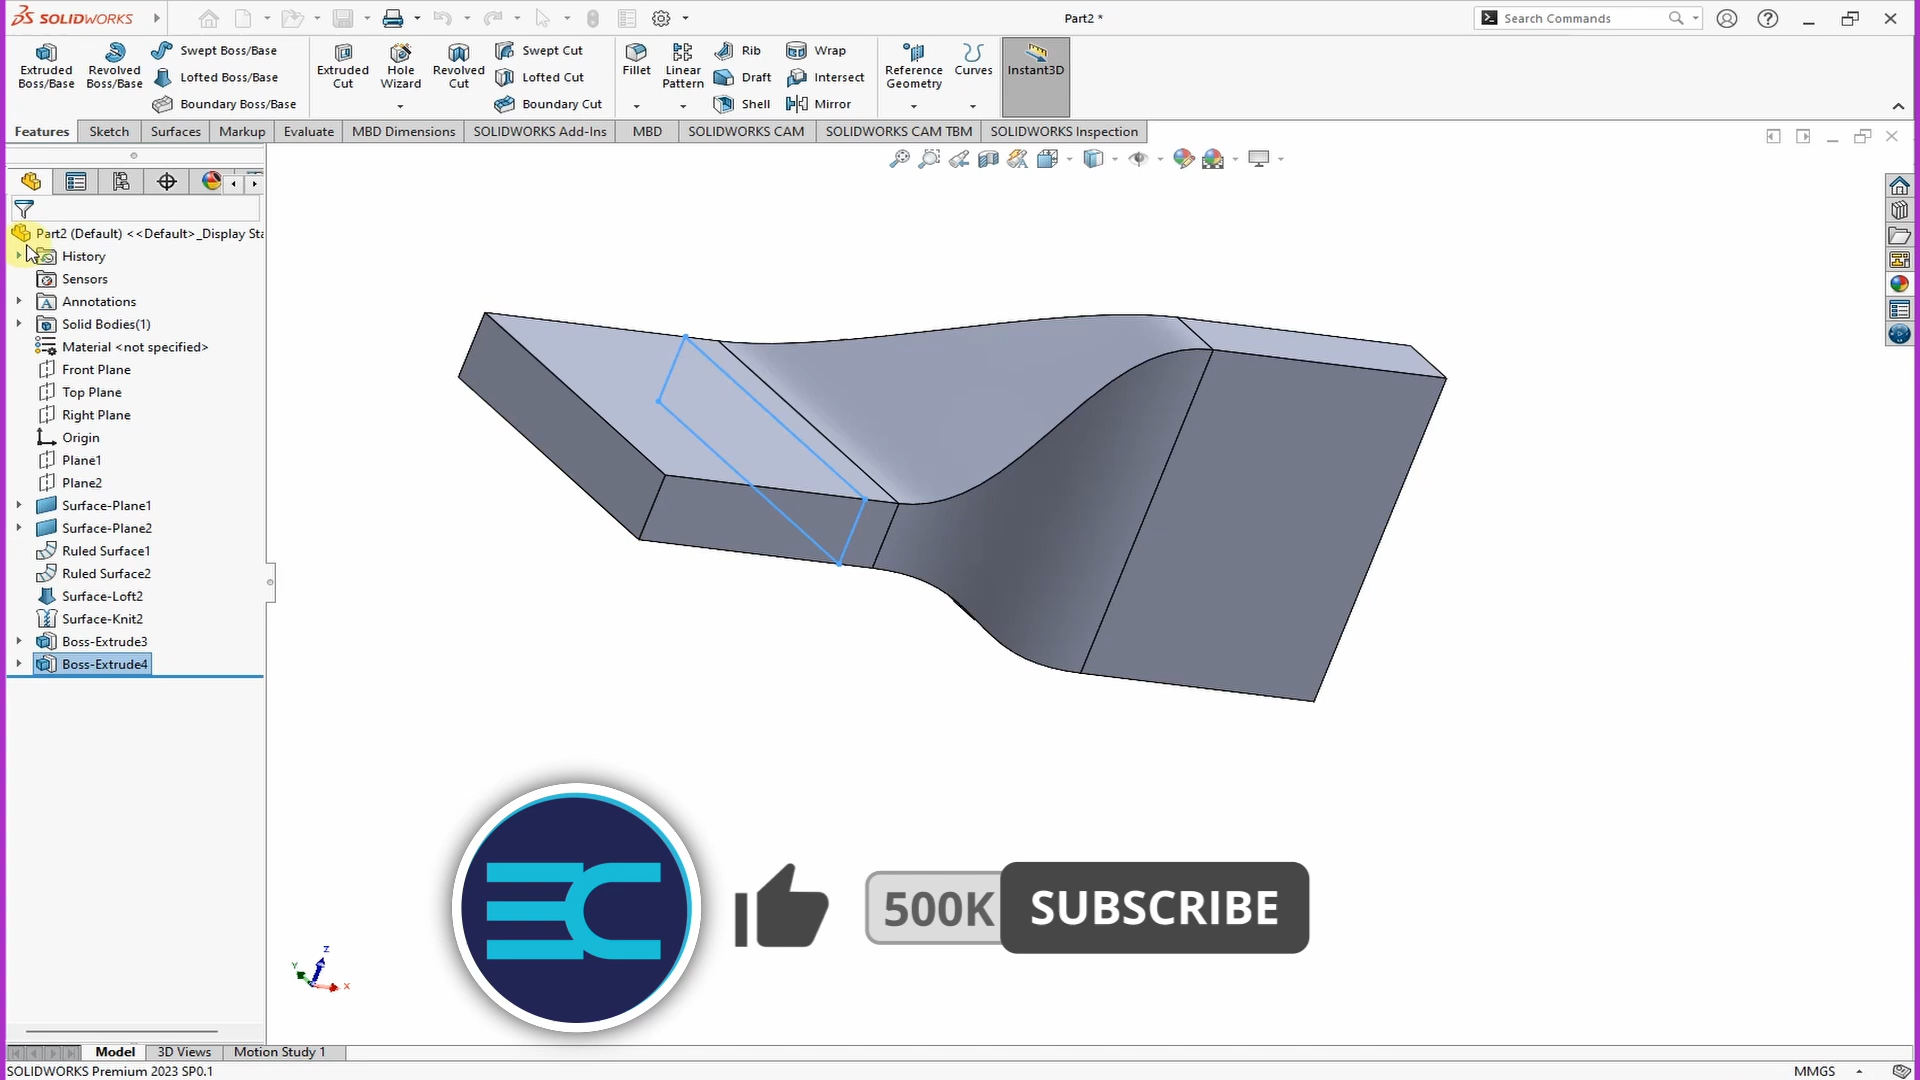 SOLIDWORKS
Part2 *
Search Commands
Extruded Boss/Base
Revolved Boss/Base
Swept Boss/Base
Lofted Boss/Base
Boundary Boss/Base
Extruded Cut
Hole Wizard
Revolved Cut
Swept Cut
Lofted Cut
Boundary Cut
Fillet
Linear Pattern
Rib
Draft
Shell
Wrap
Intersect
Mirror
Reference Geometry
Curves
Instant3D
Features
Sketch
Surfaces
Markup
Evaluate
MBD Dimensions
SOLIDWORKS Add-Ins
MBD
SOLIDWORKS CAM
SOLIDWORKS CAM TBM
SOLIDWORKS Inspection
Part2 (Default) <<Default>_Display Sta
History
Sensors
Annotations
Solid Bodies(1)
Material <not specified>
Front Plane
Top Plane
Right Plane
Origin
Plane1
Plane2
Surface-Plane1
Surface-Plane2
Ruled Surface1
Ruled Surface2
Surface-Loft2
Surface-Knit2
Boss-Extrude3
Boss-Extrude4
EC
500K
SUBSCRIBE
Z
Y
X
Model
3D Views
Motion Study 1
SOLIDWORKS Premium 2023 SP0.1
MMGS